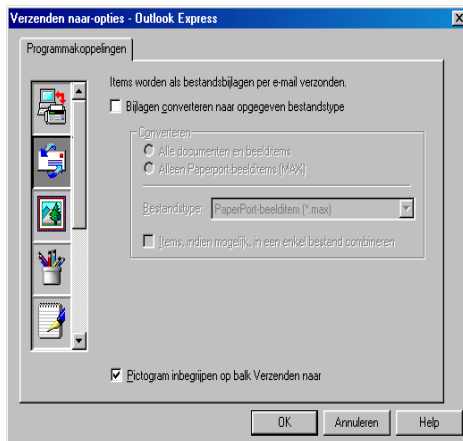 Verzenden naar-opties - Outlook Express
Programmakoppelingen
Items worden als bestandsbijlagen per e-mail verzonden.
Bijlagen converteren naar opgegeven bestandstype
Converteren
Alle documenten en beelditems
Alleen Paperport-beelditems (MAX)
Bestandstype: PaperPort-beelditem (*.max)
Items, indien mogelijk, in een enkel bestand combineren
Pictogram inbegrijpen op balk Verzenden naar
OK Annuleren Help